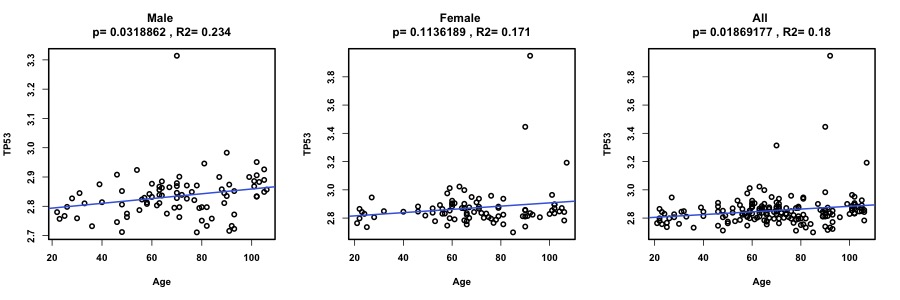 Male
p= 0.0318862 , R2= 0.234
TP53
3.3
3.2
3.1
3.0
2.9
2.8
2.7
20 40 60 80 100
Age
Female
p= 0.1136189 , R2= 0.171
TP53
3.8
3.6
3.4
3.2
3.0
2.8
20 40 60 80 100
Age
All
p= 0.01869177 , R2= 0.18
TP53
3.8
3.6
3.4
3.2
3.0
2.8
20 40 60 80 100
Age